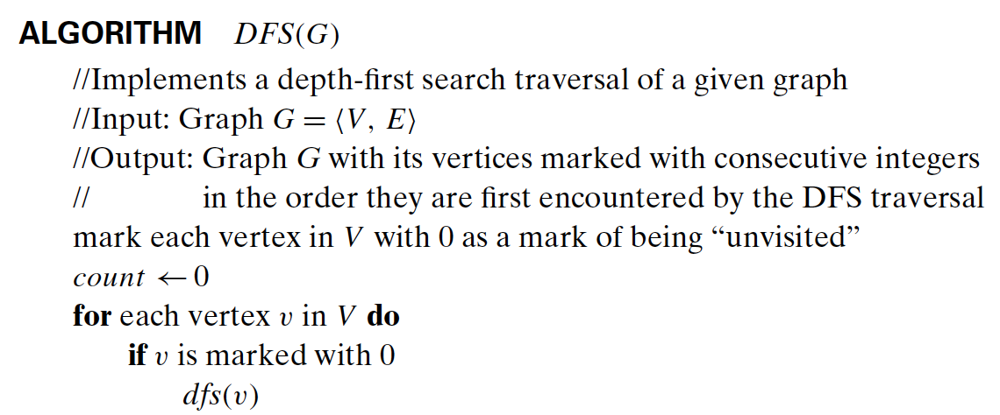 ALGORITHM DFS(G)
//Implements a depth-first search traversal of a given graph
//Input: Graph G = ⟨V, E⟩
//Output: Graph G with its vertices marked with consecutive integers
// in the order they are first encountered by the DFS traversal
mark each vertex in V with 0 as a mark of being “unvisited”
count ←0
for each vertex v in V do
if v is marked with 0
dfs(v)